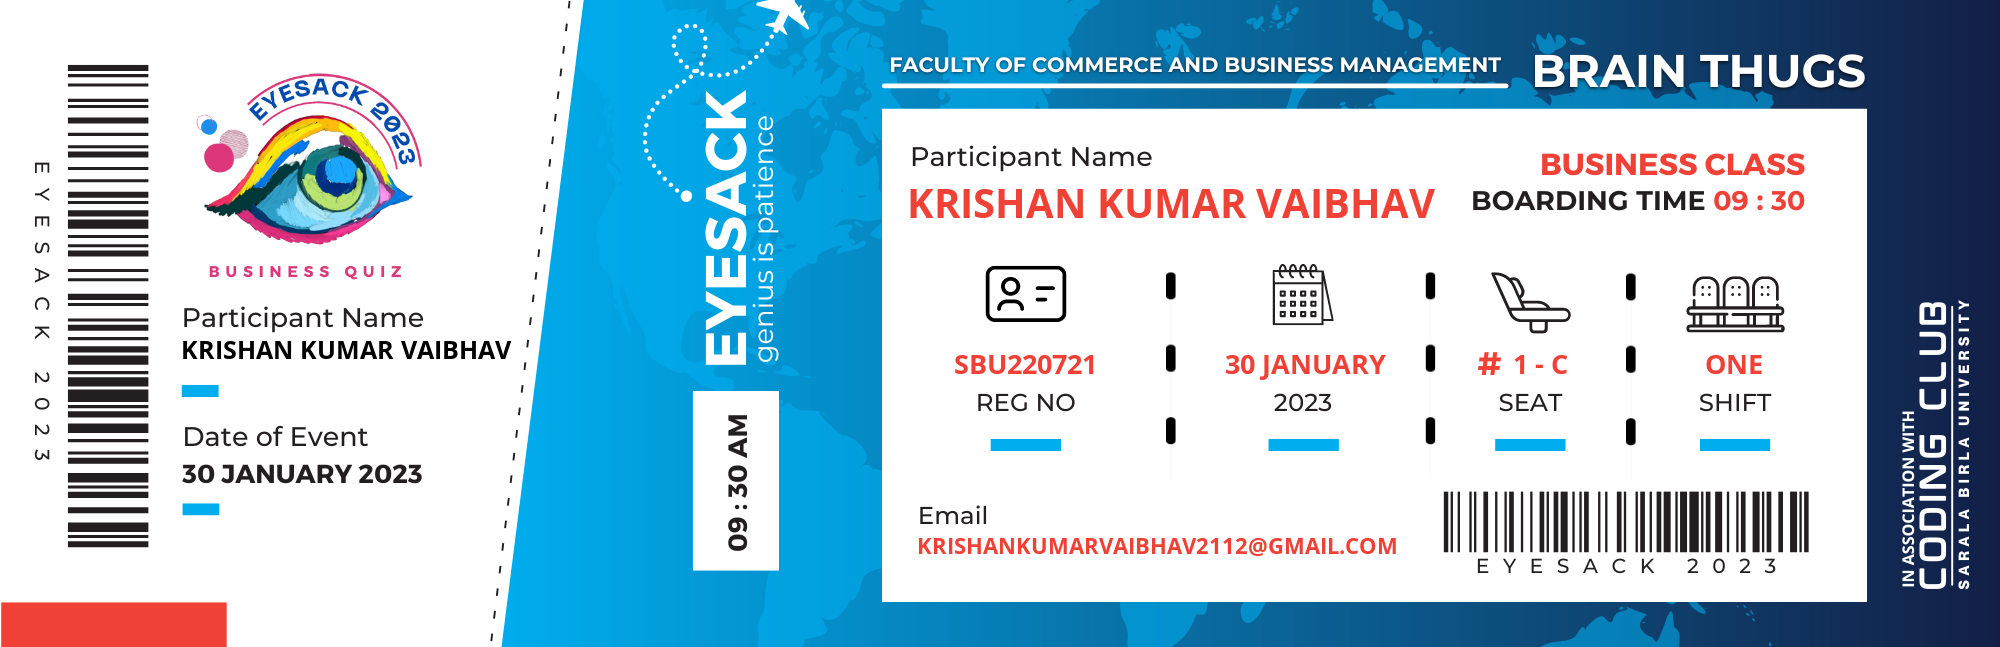 EYESACK 2023
EYESACK 2023
BUSINESS QUIZ
Participant Name
KRISHAN KUMAR VAIBHAV
Date of Event
30 JANUARY 2023
EYESACK
genius is patience
09 : 30 AM
FACULTY OF COMMERCE AND BUSINESS MANAGEMENT
BRAIN THUGS
Participant Name
KRISHAN KUMAR VAIBHAV
BUSINESS CLASS
BOARDING TIME 09 : 30
SBU220721
REG NO
30 JANUARY
2023
# 1 - C
SEAT
ONE
SHIFT
Email
KRISHANKUMARVAIBHAV2112@GMAIL.COM
EYESACK 2023
IN ASSOCIATION WITH
CODING CLUB
SARALA BIRLA UNIVERSITY